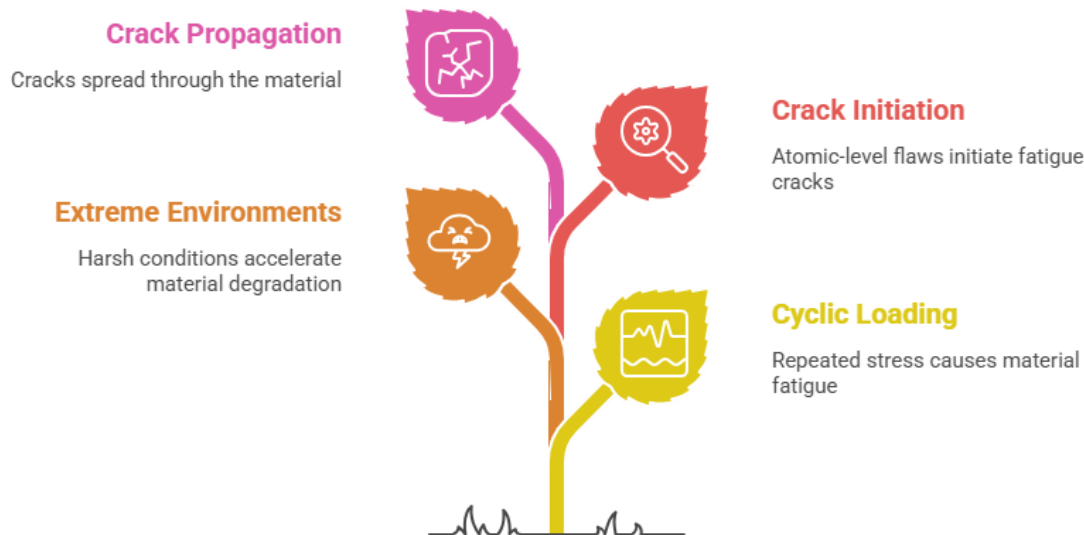 Crack Propagation
Cracks spread through the material
Crack Initiation
Atomic-level flaws initiate fatigue
cracks
Extreme Environments
Harsh conditions accelerate
material degradation
Cyclic Loading
Repeated stress causes material
fatigue